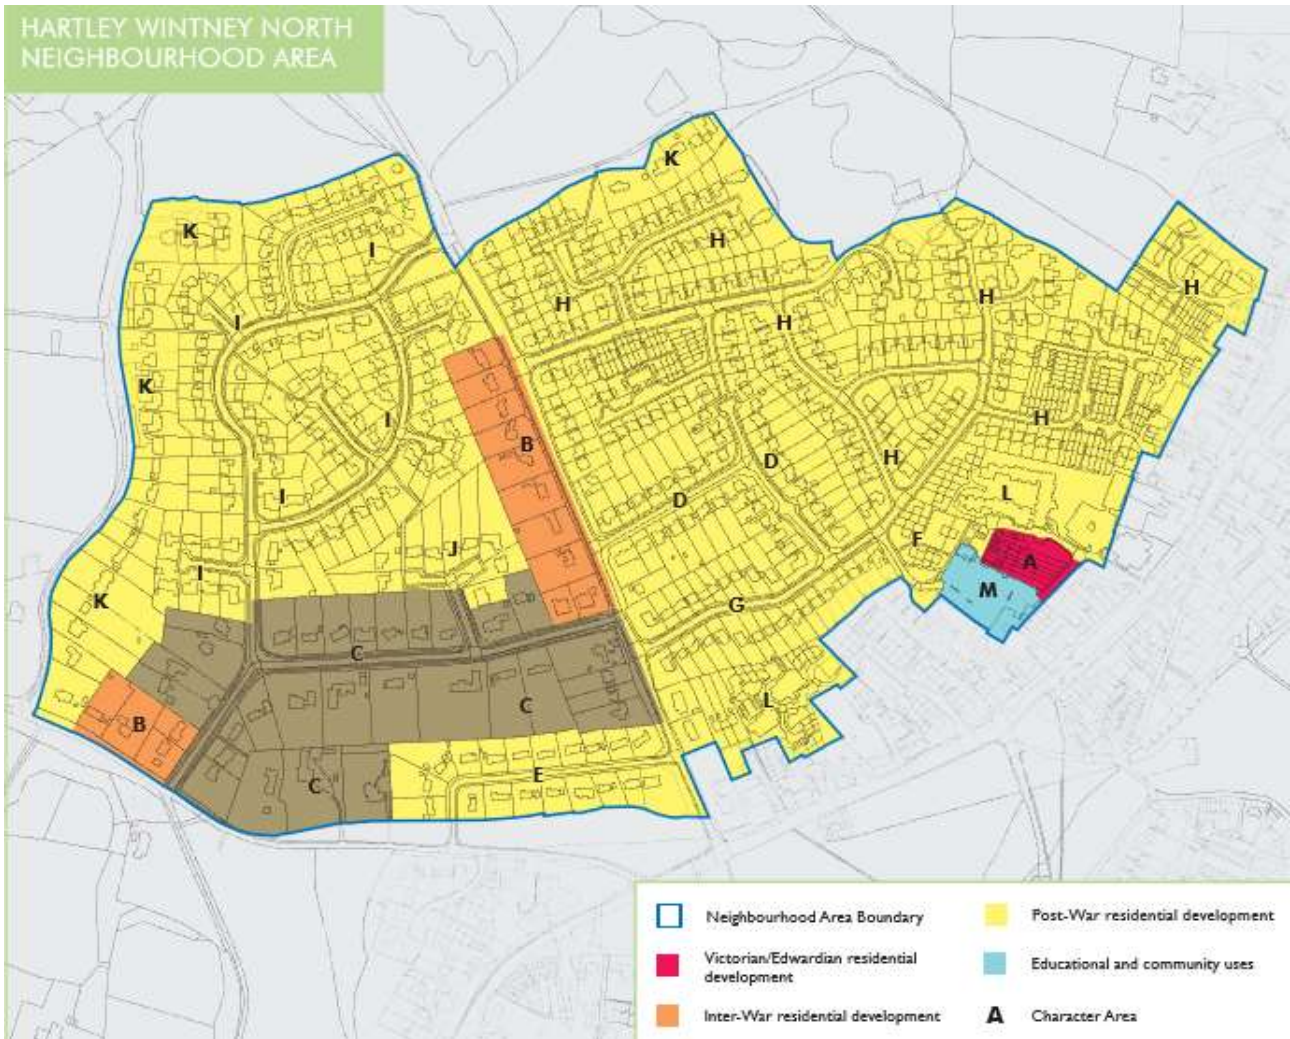 HARTLEY WINTNEY NORTH
NEIGHBOURHOOD AREA
K
K
I
H
H
H
I
H
H
K
I
B
H
D
H
I
D
L
J
F
I
A
M
K
G
C
C
L
B
E
C
Neighbourhood Area Boundary
Post-War residential development
Victorian/Edwardian residential
development
Educational and community uses
Inter-War residential development
A Character Area